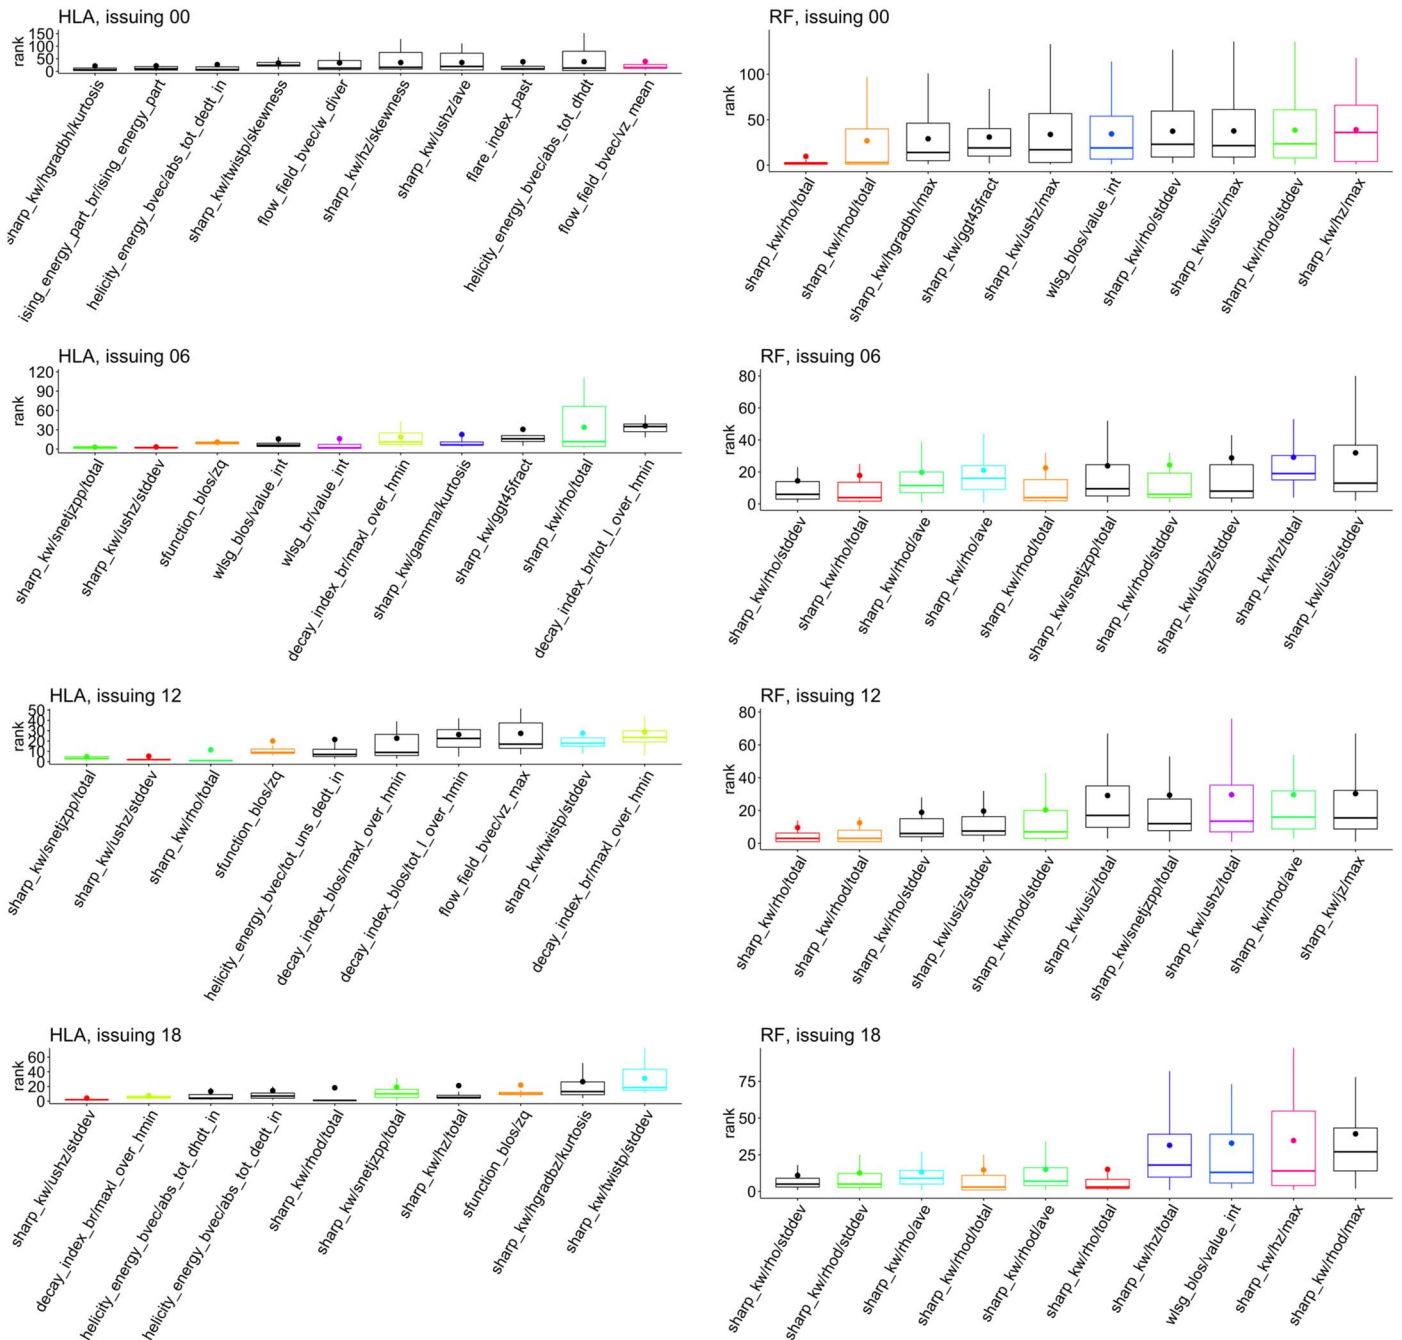 HLA, issuing 00
rank
150
100
50
0
sharp_kw/hgradbh/kurtosis
ising_energy_part_br/ising_energy_part
helicity_energy_bvec/abs_tot_dedt_in
sharp_kw/twistp/skewness
flow_field_bvec/w_diver
sharp_kw/hz/skewness
sharp_kw/ushz/ave
flare_index_past
helicity_energy_bvec/abs_tot_dhdt
flow_field_bvec/vz_mean
RF, issuing 00
rank
100
50
0
sharp_kw/rho/total
sharp_kw/rhod/total
sharp_kw/hgradbh/max
sharp_kw/ggt45fract
sharp_kw/ushz/max
wlsg_blos/value_int
sharp_kw/rho/stddev
sharp_kw/usiz/max
sharp_kw/rhod/stddev
sharp_kw/hz/max
HLA, issuing 06
rank
120
90
60
30
0
sharp_kw/snetjzpp/total
sharp_kw/ushz/stddev
sfunction_blos/zq
wlsg_blos/value_int
wlsg_br/value_int
decay_index_br/maxl_over_hmin
sharp_kw/gamma/kurtosis
sharp_kw/ggt45fract
sharp_kw/rho/total
decay_index_br/tot_l_over_hmin
RF, issuing 06
rank
80
60
40
20
0
sharp_kw/rho/stddev
sharp_kw/rho/total
sharp_kw/rhod/ave
sharp_kw/rho/ave
sharp_kw/rhod/total
sharp_kw/snetjzpp/total
sharp_kw/rhod/stddev
sharp_kw/ushz/stddev
sharp_kw/hz/total
sharp_kw/usiz/stddev
HLA, issuing 12
rank
50
40
30
20
10
0
sharp_kw/snetjzpp/total
sharp_kw/ushz/stddev
sharp_kw/rho/total
sfunction_blos/zq
helicity_energy_bvec/tot_uns_dedt_in
decay_index_blos/maxl_over_hmin
decay_index_blos/tot_l_over_hmin
flow_field_bvec/vz_max
sharp_kw/twistp/stddev
decay_index_br/maxl_over_hmin
RF, issuing 12
rank
80
60
40
20
0
sharp_kw/rho/total
sharp_kw/rhod/total
sharp_kw/rho/stddev
sharp_kw/usiz/stddev
sharp_kw/rhod/stddev
sharp_kw/usiz/total
sharp_kw/snetjzpp/total
sharp_kw/ushz/total
sharp_kw/rhod/ave
sharp_kw/jz/max
HLA, issuing 18
rank
60
40
20
0
sharp_kw/ushz/stddev
decay_index_br/maxl_over_hmin
helicity_energy_bvec/abs_tot_dhdt_in
helicity_energy_bvec/abs_tot_dedt_in
sharp_kw/rhod/total
sharp_kw/snetjzpp/total
sharp_kw/hz/total
sfunction_blos/zq
sharp_kw/hgradbz/kurtosis
sharp_kw/twistp/stddev
RF, issuing 18
rank
75
50
25
0
sharp_kw/rho/stddev
sharp_kw/rhod/stddev
sharp_kw/rho/ave
sharp_kw/rhod/total
sharp_kw/rhod/ave
sharp_kw/rho/total
sharp_kw/hz/total
wlsg_blos/value_int
sharp_kw/hz/max
sharp_kw/rhod/max